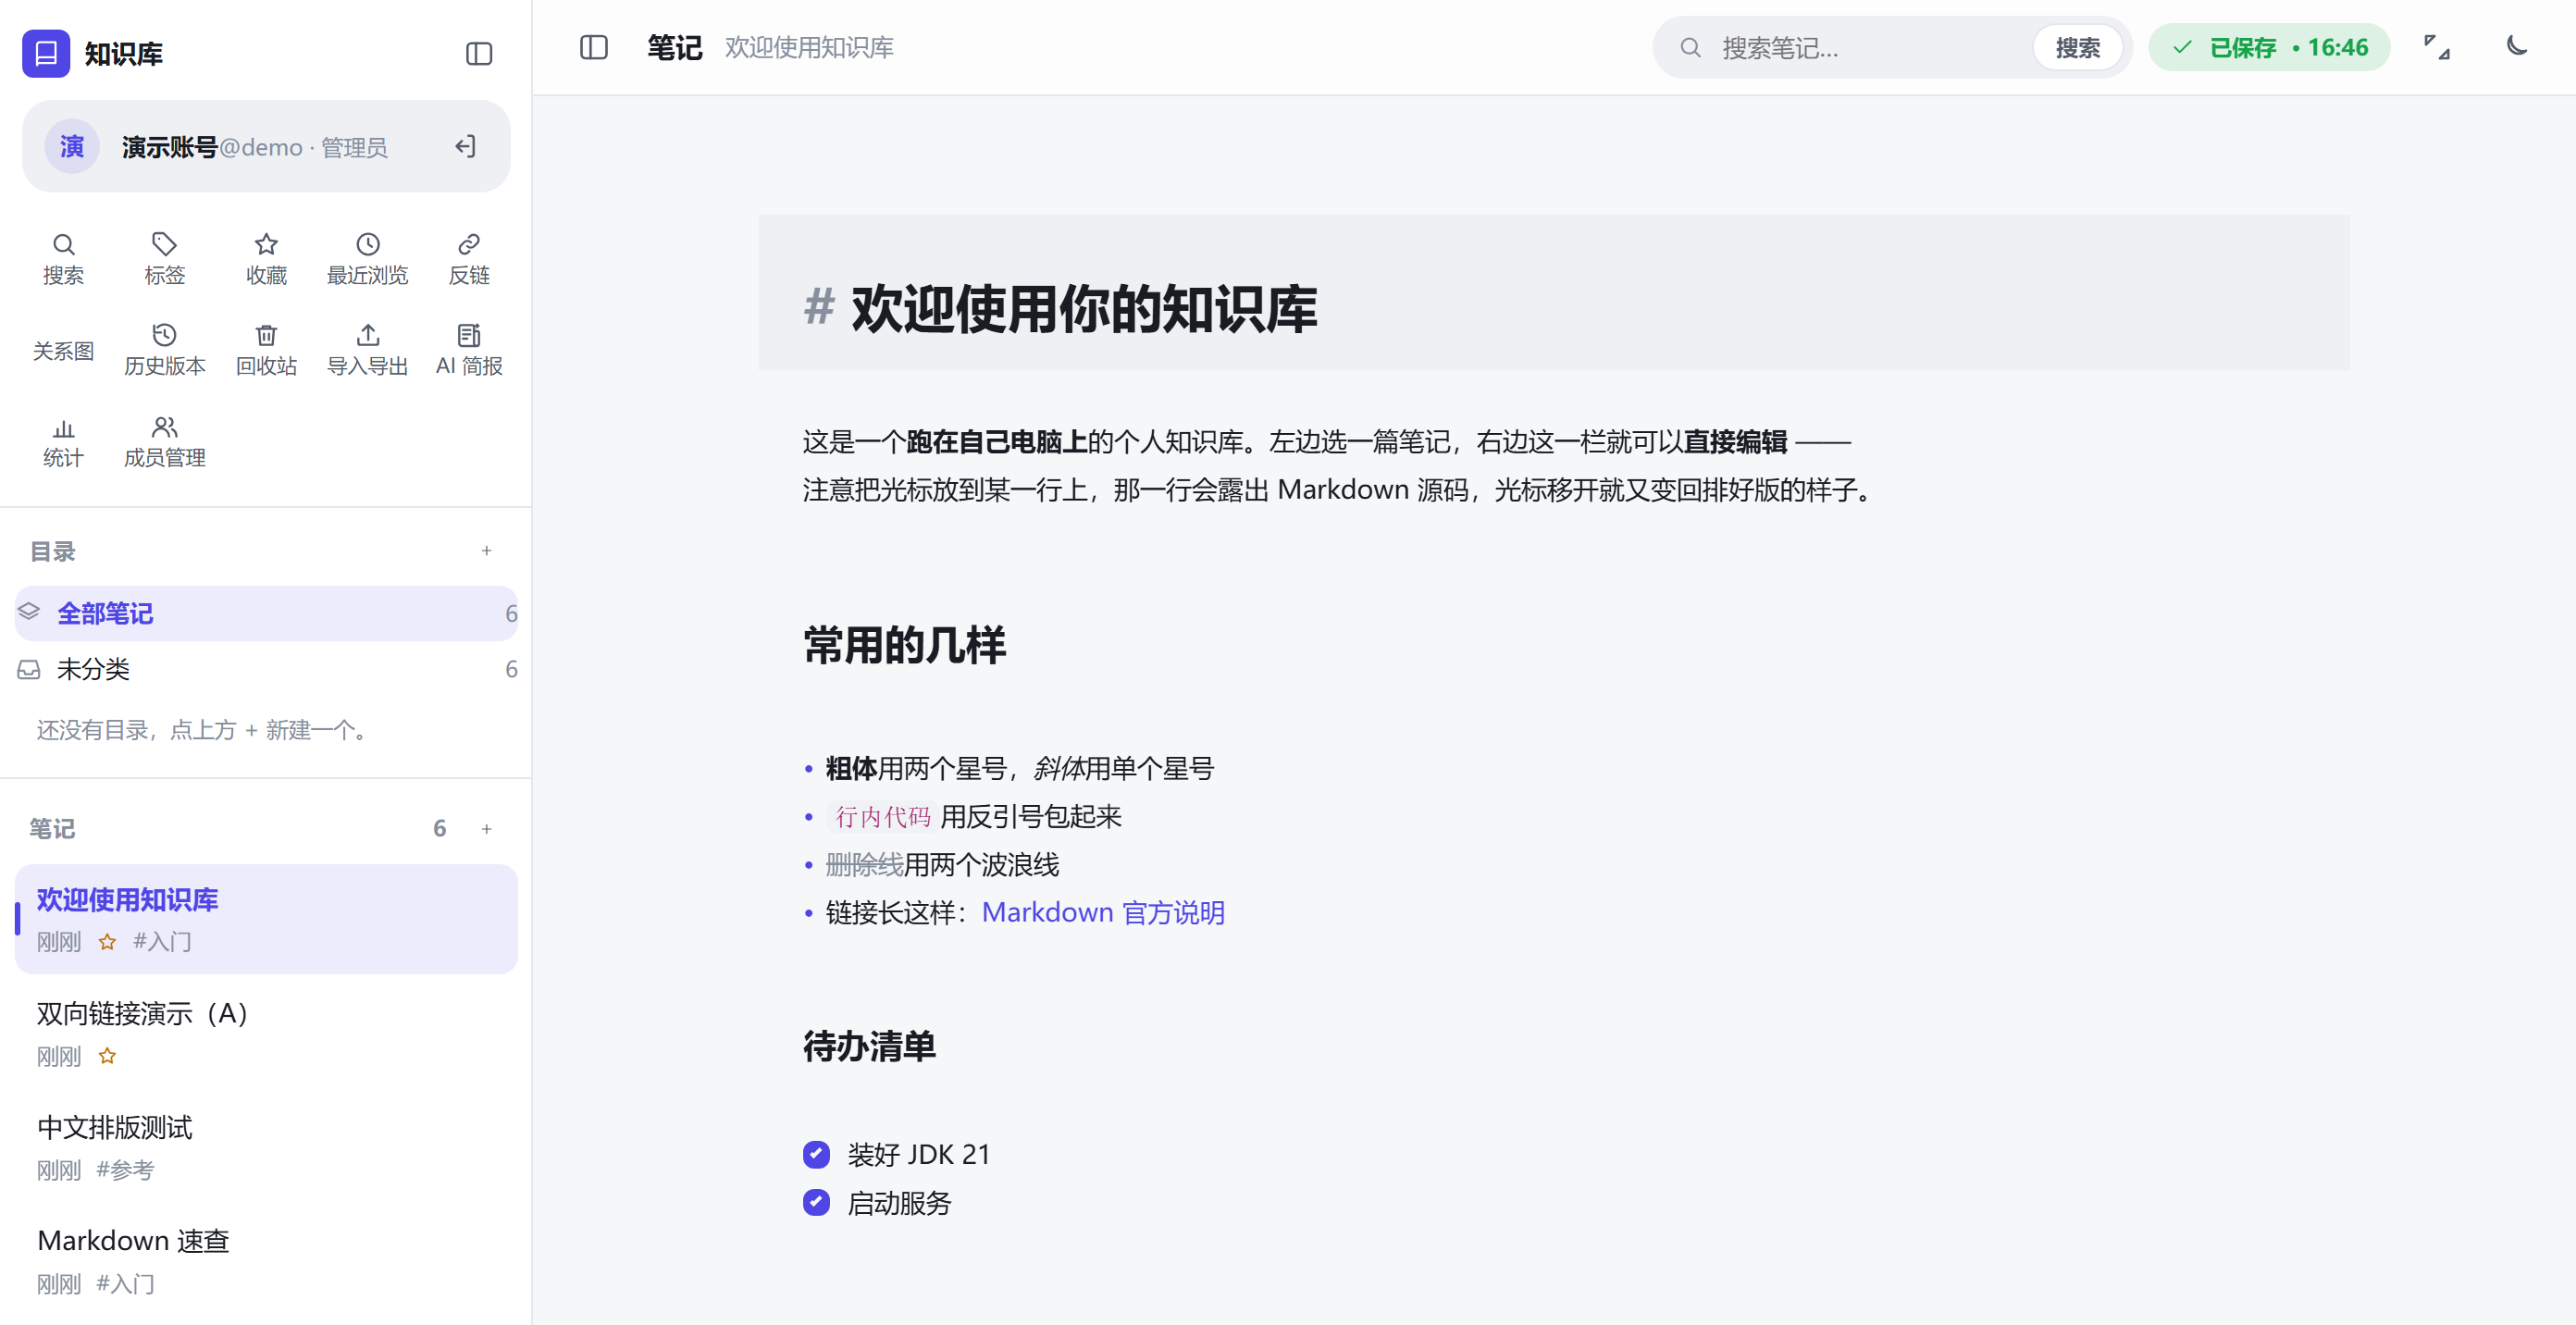 知识库
演 演示账号@demo · 管理员
搜索 标签 收藏 最近浏览 反链
关系图 历史版本 回收站 导入导出 AI 简报
统计 成员管理
目录 +
全部笔记 6
未分类 6
还没有目录，点上方 + 新建一个。
笔记 6 +
欢迎使用知识库
刚刚 #入门
双向链接演示（A）
刚刚
中文排版测试
刚刚 #参考
Markdown 速查
刚刚 #入门
笔记 欢迎使用知识库 搜索笔记... 搜索 已保存 • 16:46
# 欢迎使用你的知识库
这是一个跑在自己电脑上的个人知识库。左边选一篇笔记，右边这一栏就可以直接编辑 ——
注意把光标放到某一行上，那一行会露出 Markdown 源码，光标移开就又变回排好版的样子。
常用的几样
• 粗体用两个星号，斜体用单个星号
• 行内代码 用反引号包起来
• 删除线用两个波浪线
• 链接长这样：Markdown 官方说明
待办清单
装好 JDK 21
启动服务